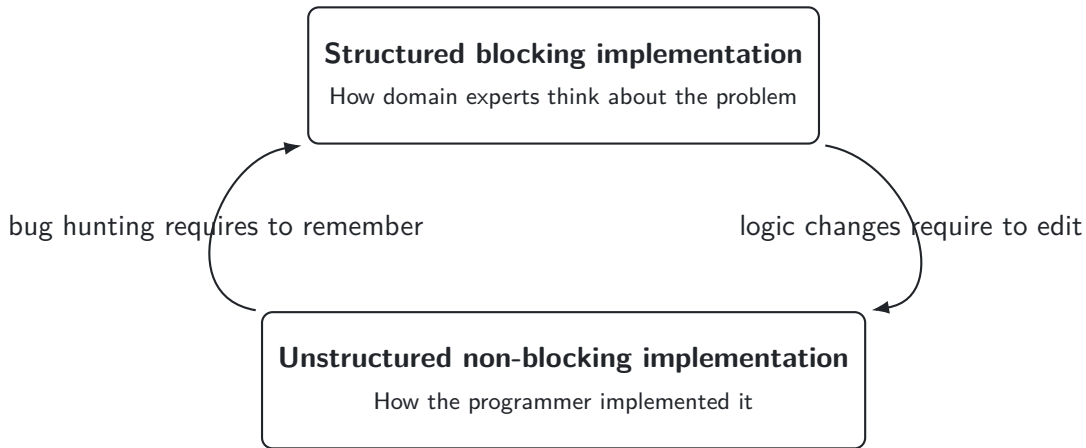 Structured blocking implementation
How domain experts think about the problem
bug hunting requires to remember
logic changes require to edit
Unstructured non-blocking implementation
How the programmer implemented it